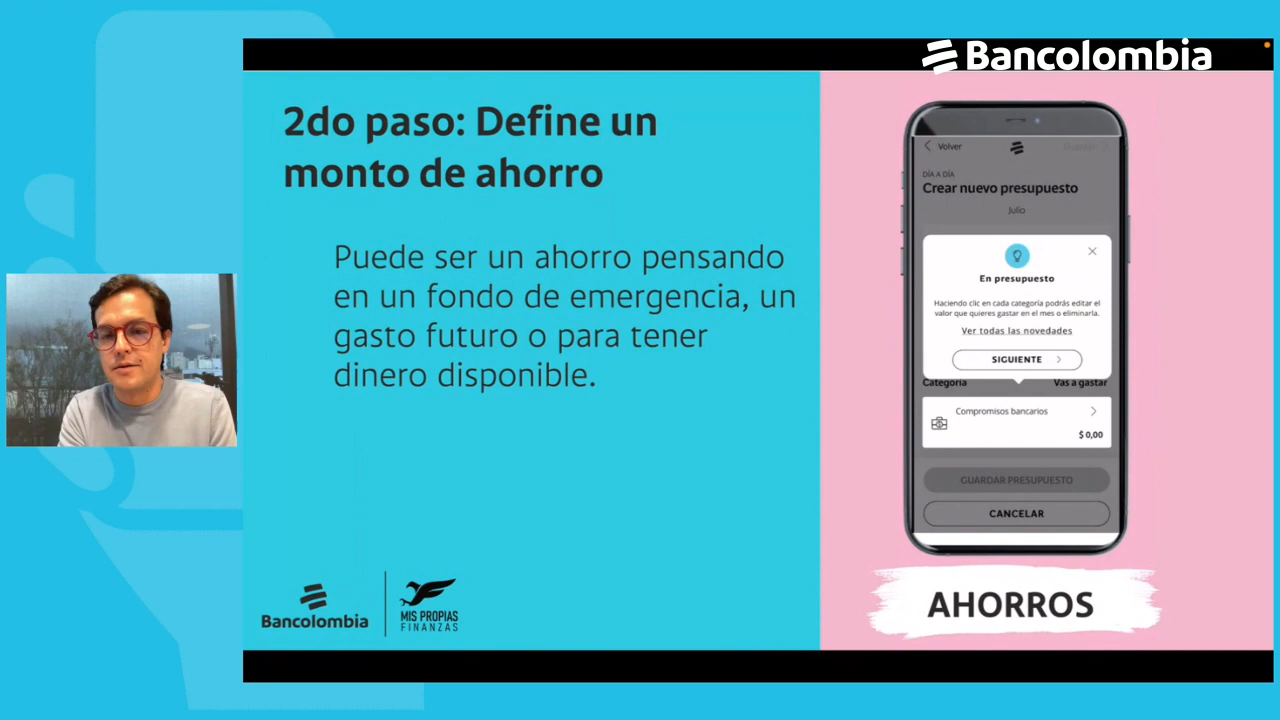 Bancolombia
2do paso: Define un
monto de ahorro
Puede ser un ahorro pensando
en un fondo de emergencia, un
gasto futuro o para tener
dinero disponible.
Bancolombia
MIS PROPIAS
FINANZAS
Volver
DÍA A DÍA
Crear nuevo presupuesto
Julio
En presupuesto
Haciendo clic en cada categoría podrás editar el
valor que quieres gastar en el mes o eliminarla.
Ver todas las novedades
SIGUIENTE
Categoría Vas a gastar
Compromisos bancarios
$ 0,00
GUARDAR PRESUPUESTO
CANCELAR
AHORROS